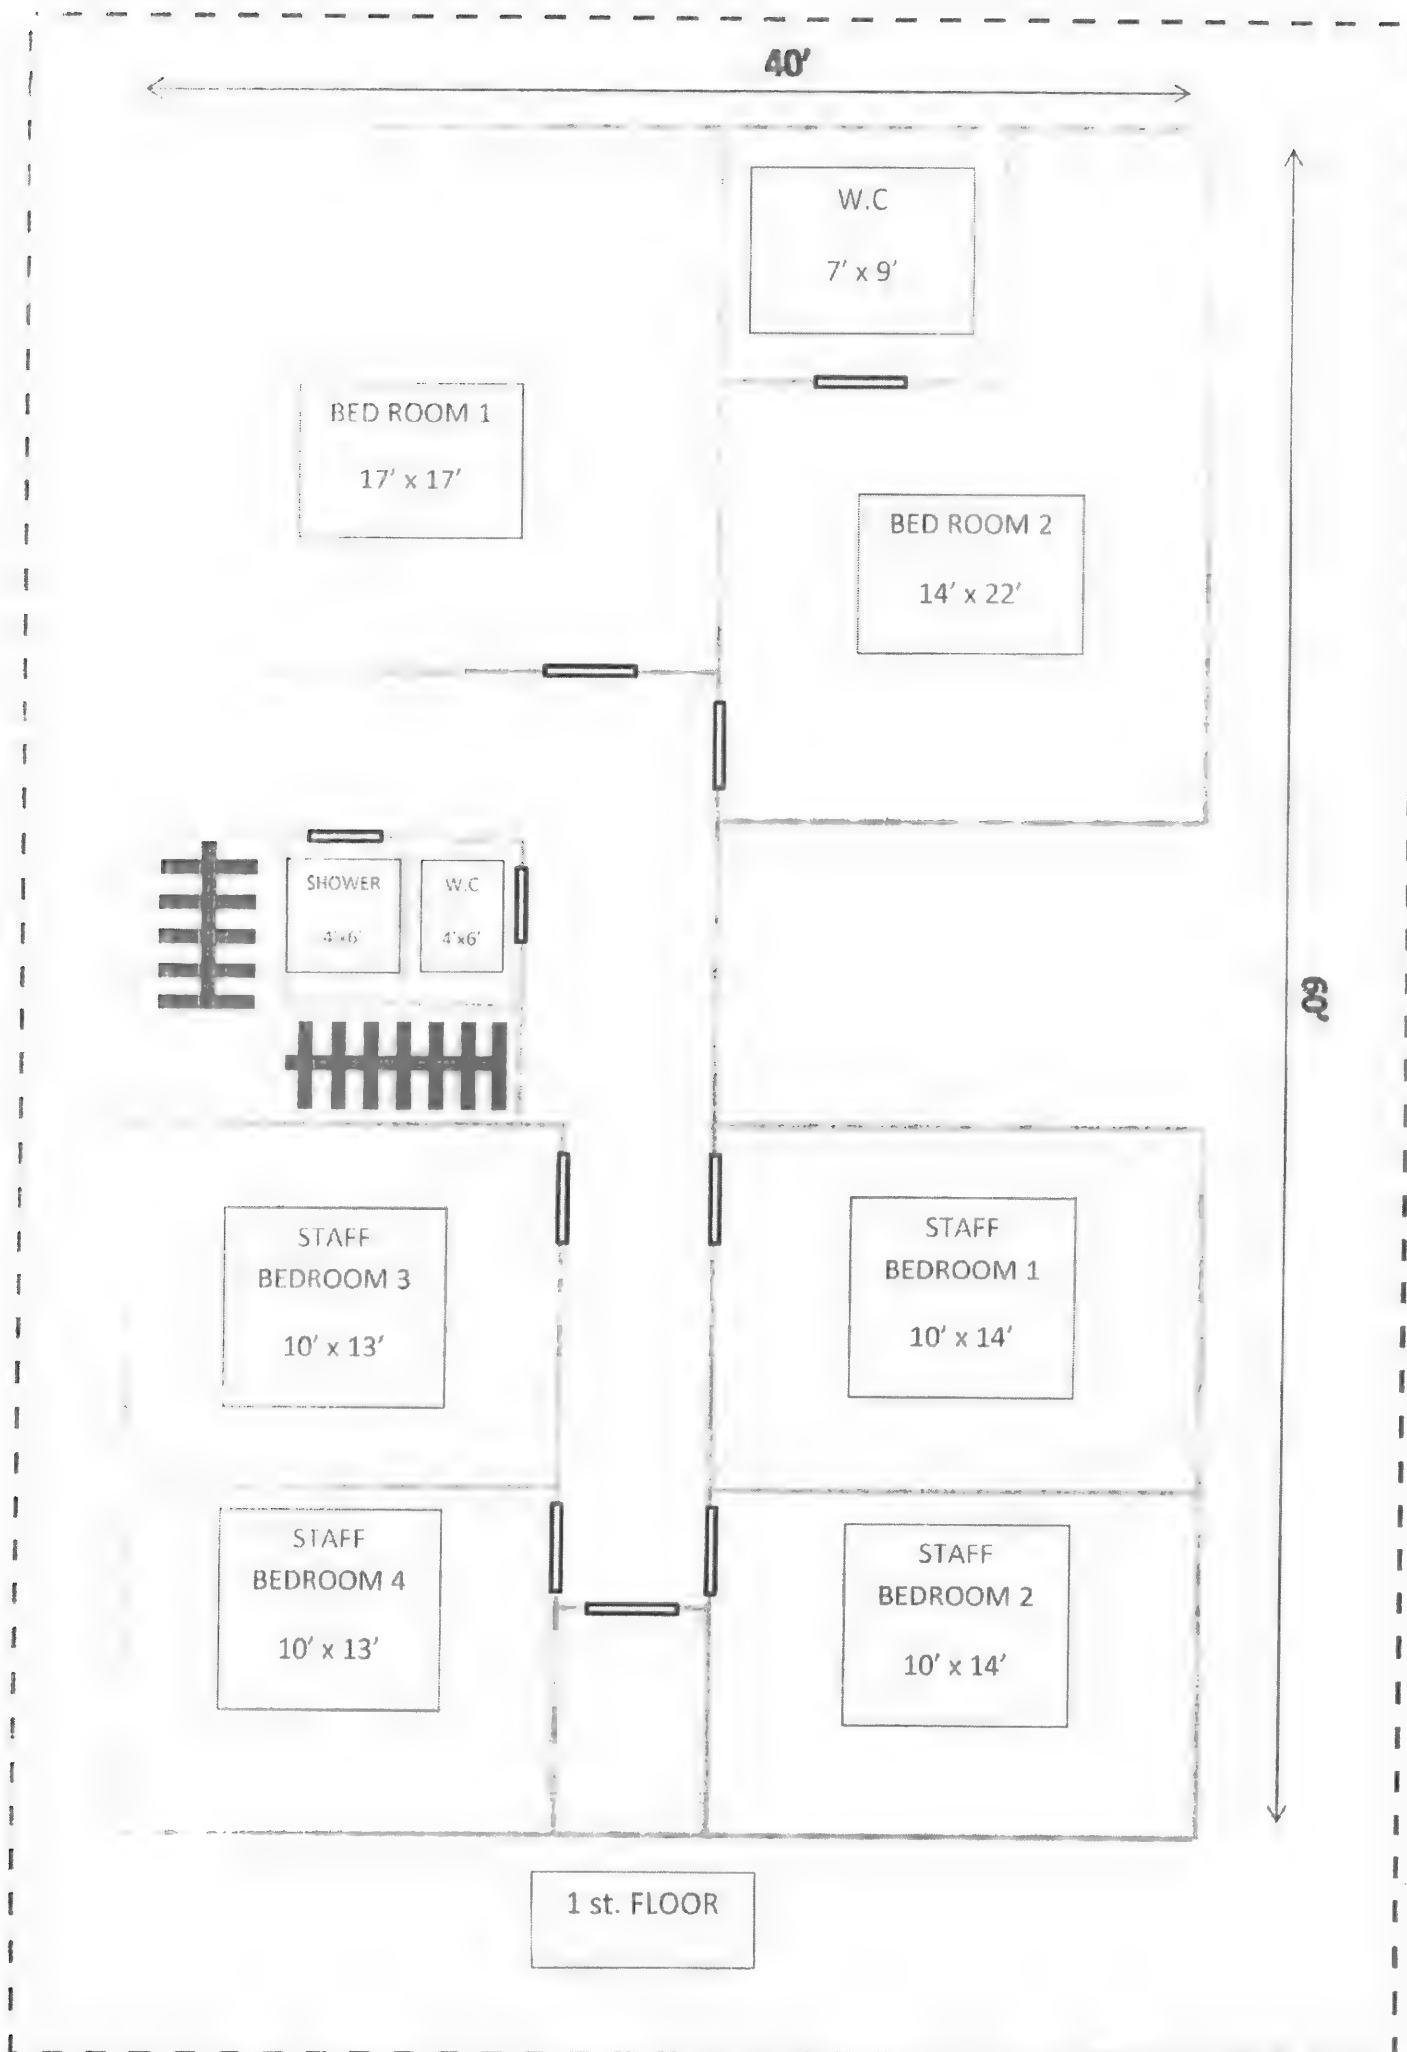 40'
W.C
7' x 9'
BED ROOM 1
17' x 17'
BED ROOM 2
14' x 22'
SHOWER
4'x6'
W.C
4'x6'
60'
STAFF
BEDROOM 3
10' x 13'
STAFF
BEDROOM 1
10' x 14'
STAFF
BEDROOM 4
10' x 13'
STAFF
BEDROOM 2
10' x 14'
1 st. FLOOR